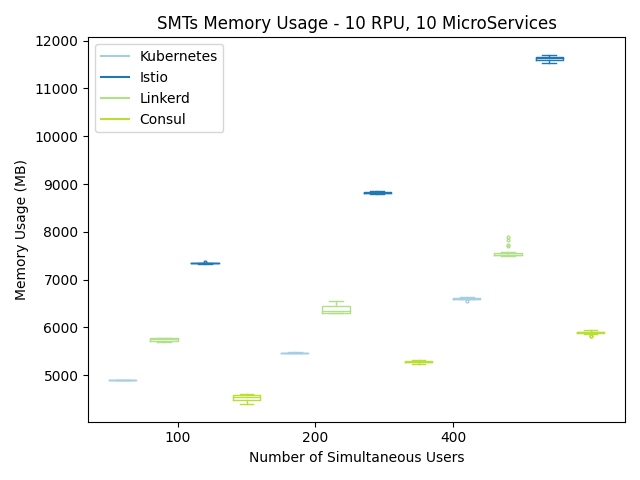 SMTs Memory Usage - 10 RPU, 10 MicroServices
Kubernetes
Istio
Linkerd
Consul
Memory Usage (MB)
12000
11000
10000
9000
8000
7000
6000
5000
100
200
400
Number of Simultaneous Users